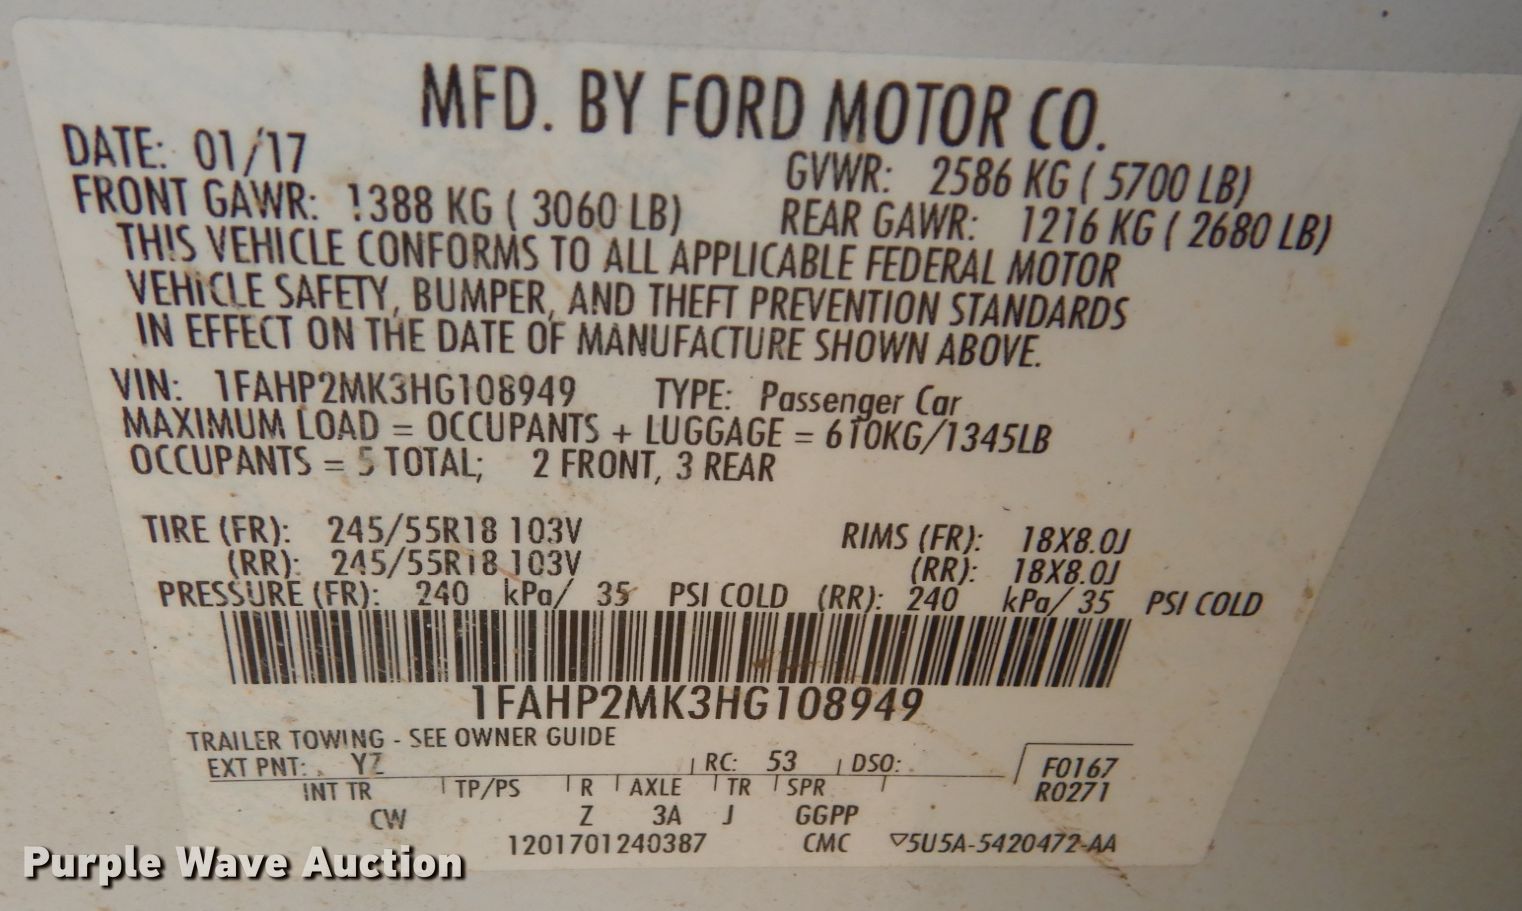 MFD. BY FORD MOTOR CO.
DATE: 01/17
GVWR: 2586 KG ( 5700 LB)
FRONT GAWR: 1388 KG ( 3060 LB)
REAR GAWR: 1216 KG ( 2680 LB)
THIS VEHICLE CONFORMS TO ALL APPLICABLE FEDERAL MOTOR
VEHICLE SAFETY, BUMPER, AND THEFT PREVENTION STANDARDS
IN EFFECT ON THE DATE OF MANUFACTURE SHOWN ABOVE.
VIN: 1FAHP2MK3HG108949 TYPE: Passenger Car
MAXIMUM LOAD = OCCUPANTS + LUGGAGE = 610KG/1345LB
OCCUPANTS = 5 TOTAL; 2 FRONT, 3 REAR
TIRE (FR): 245/55R18 103V RIMS (FR): 18X8.0J
(RR): 245/55R18 103V (RR): 18X8.0J
PRESSURE (FR): 240 kPa/ 35 PSI COLD (RR): 240 kPa/ 35 PSI COLD
1FAHP2MK3HG108949
TRAILER TOWING - SEE OWNER GUIDE
EXT PNT: YZ RC: 53 DSO: F0167
INT TR TP/PS R AXLE TR SPR R0271
CW Z 3A J GGPP
1201701240387 CMC ▽5U5A-5420472-AA
Purple Wave Auction